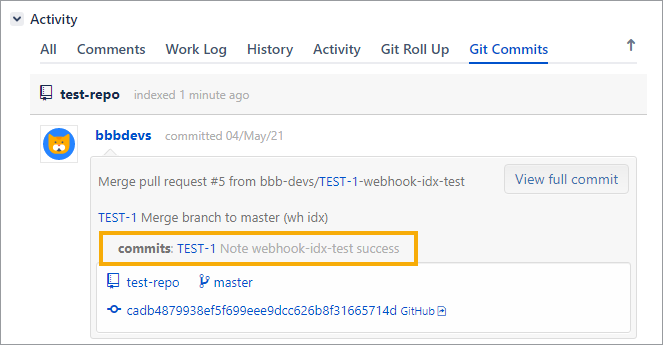 Activity
All Comments Work Log History Activity Git Roll Up Git Commits
test-repo indexed 1 minute ago
bbbdevs committed 04/May/21
Merge pull request #5 from bbb-devs/TEST-1-webhook-idx-test View full commit
TEST-1 Merge branch to master (wh idx)
commits: TEST-1 Note webhook-idx-test success
test-repo master
cadb4879938ef5f699eee9dcc626b8f31665714d GitHub